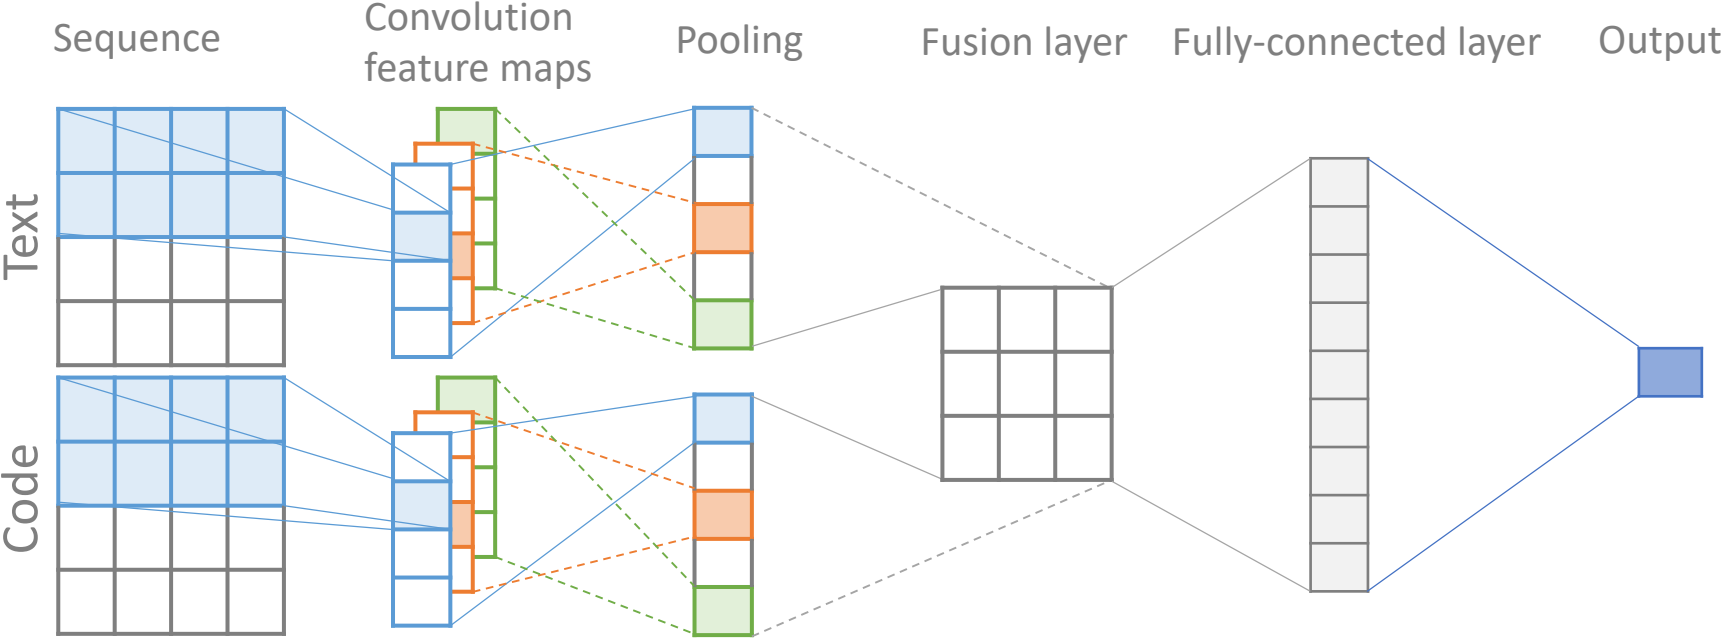 Sequence
Convolution
feature maps
Pooling
Fusion layer
Fully-connected layer
Output
Text
Code